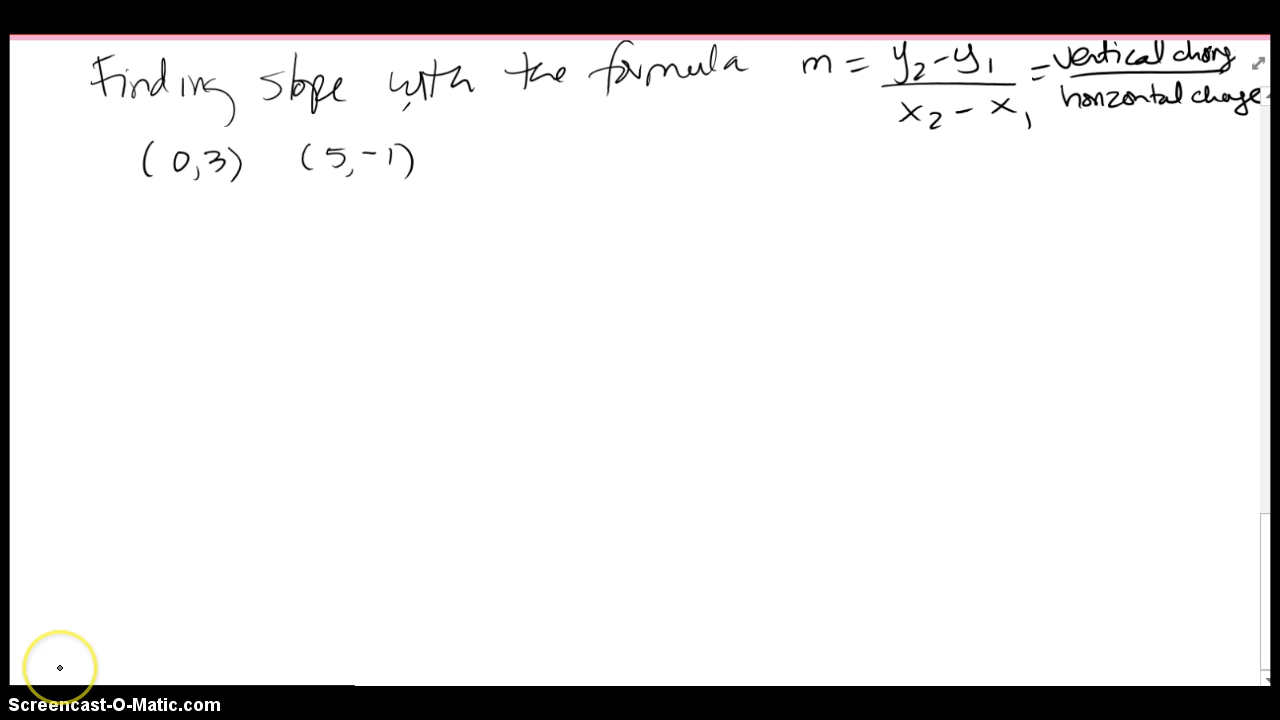 Finding slope with the formula m = y₂ - y₁ / x₂ - x₁ = vertical chang / horizontal change
(0,3) (5,-1)
Screencast-O-Matic.com